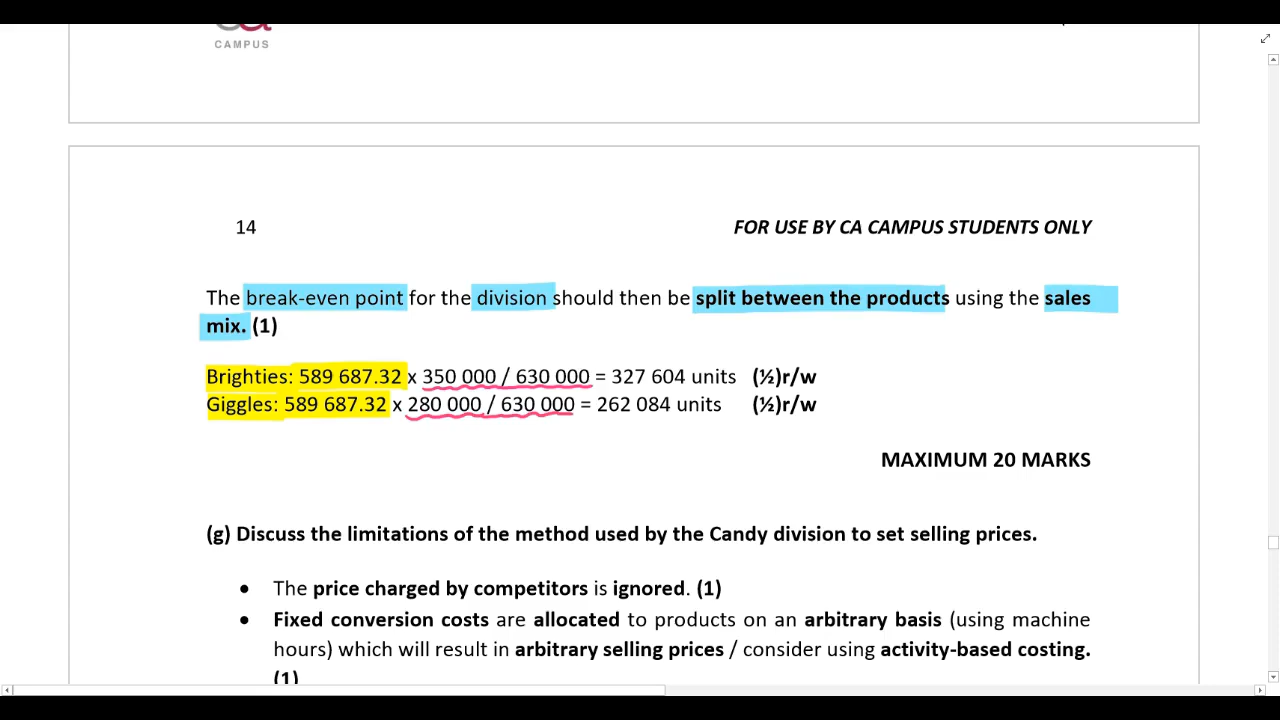 CAMPUS
14
FOR USE BY CA CAMPUS STUDENTS ONLY
The break-even point for the division should then be split between the products using the sales
mix. (1)
Brighties: 589 687.32 x 350 000 / 630 000 = 327 604 units (½)r/w
Giggles: 589 687.32 x 280 000 / 630 000 = 262 084 units (½)r/w
MAXIMUM 20 MARKS
(g) Discuss the limitations of the method used by the Candy division to set selling prices.
• The price charged by competitors is ignored. (1)
• Fixed conversion costs are allocated to products on an arbitrary basis (using machine
hours) which will result in arbitrary selling prices / consider using activity-based costing.
(1)